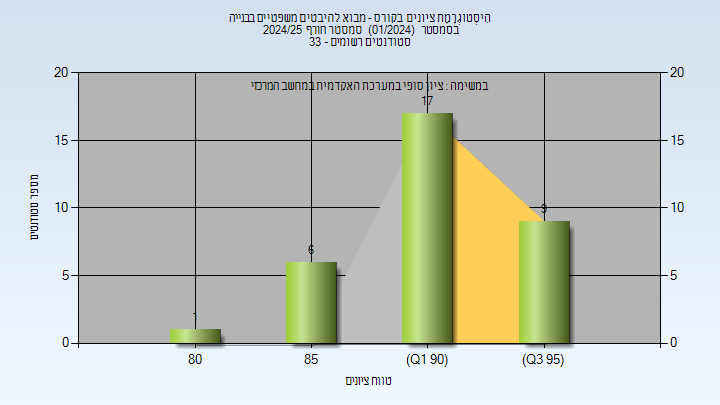 הִיסְטוֹגְרַמַת ציונים בקורס - מבוא להיבטים משפטיים בבנייה
בסמסטר (01/2024) סמסטר חורף 2024/25
סטודנטים רשומים - 33
במשימה : ציון סופי במערכת האקדמית במחשב המרכזי
20 20
15 15
10 10
5 5
0 0
1 6 17 9
80 85 (Q1 90) (Q3 95)
מספר סטודנטים
טווח ציונים